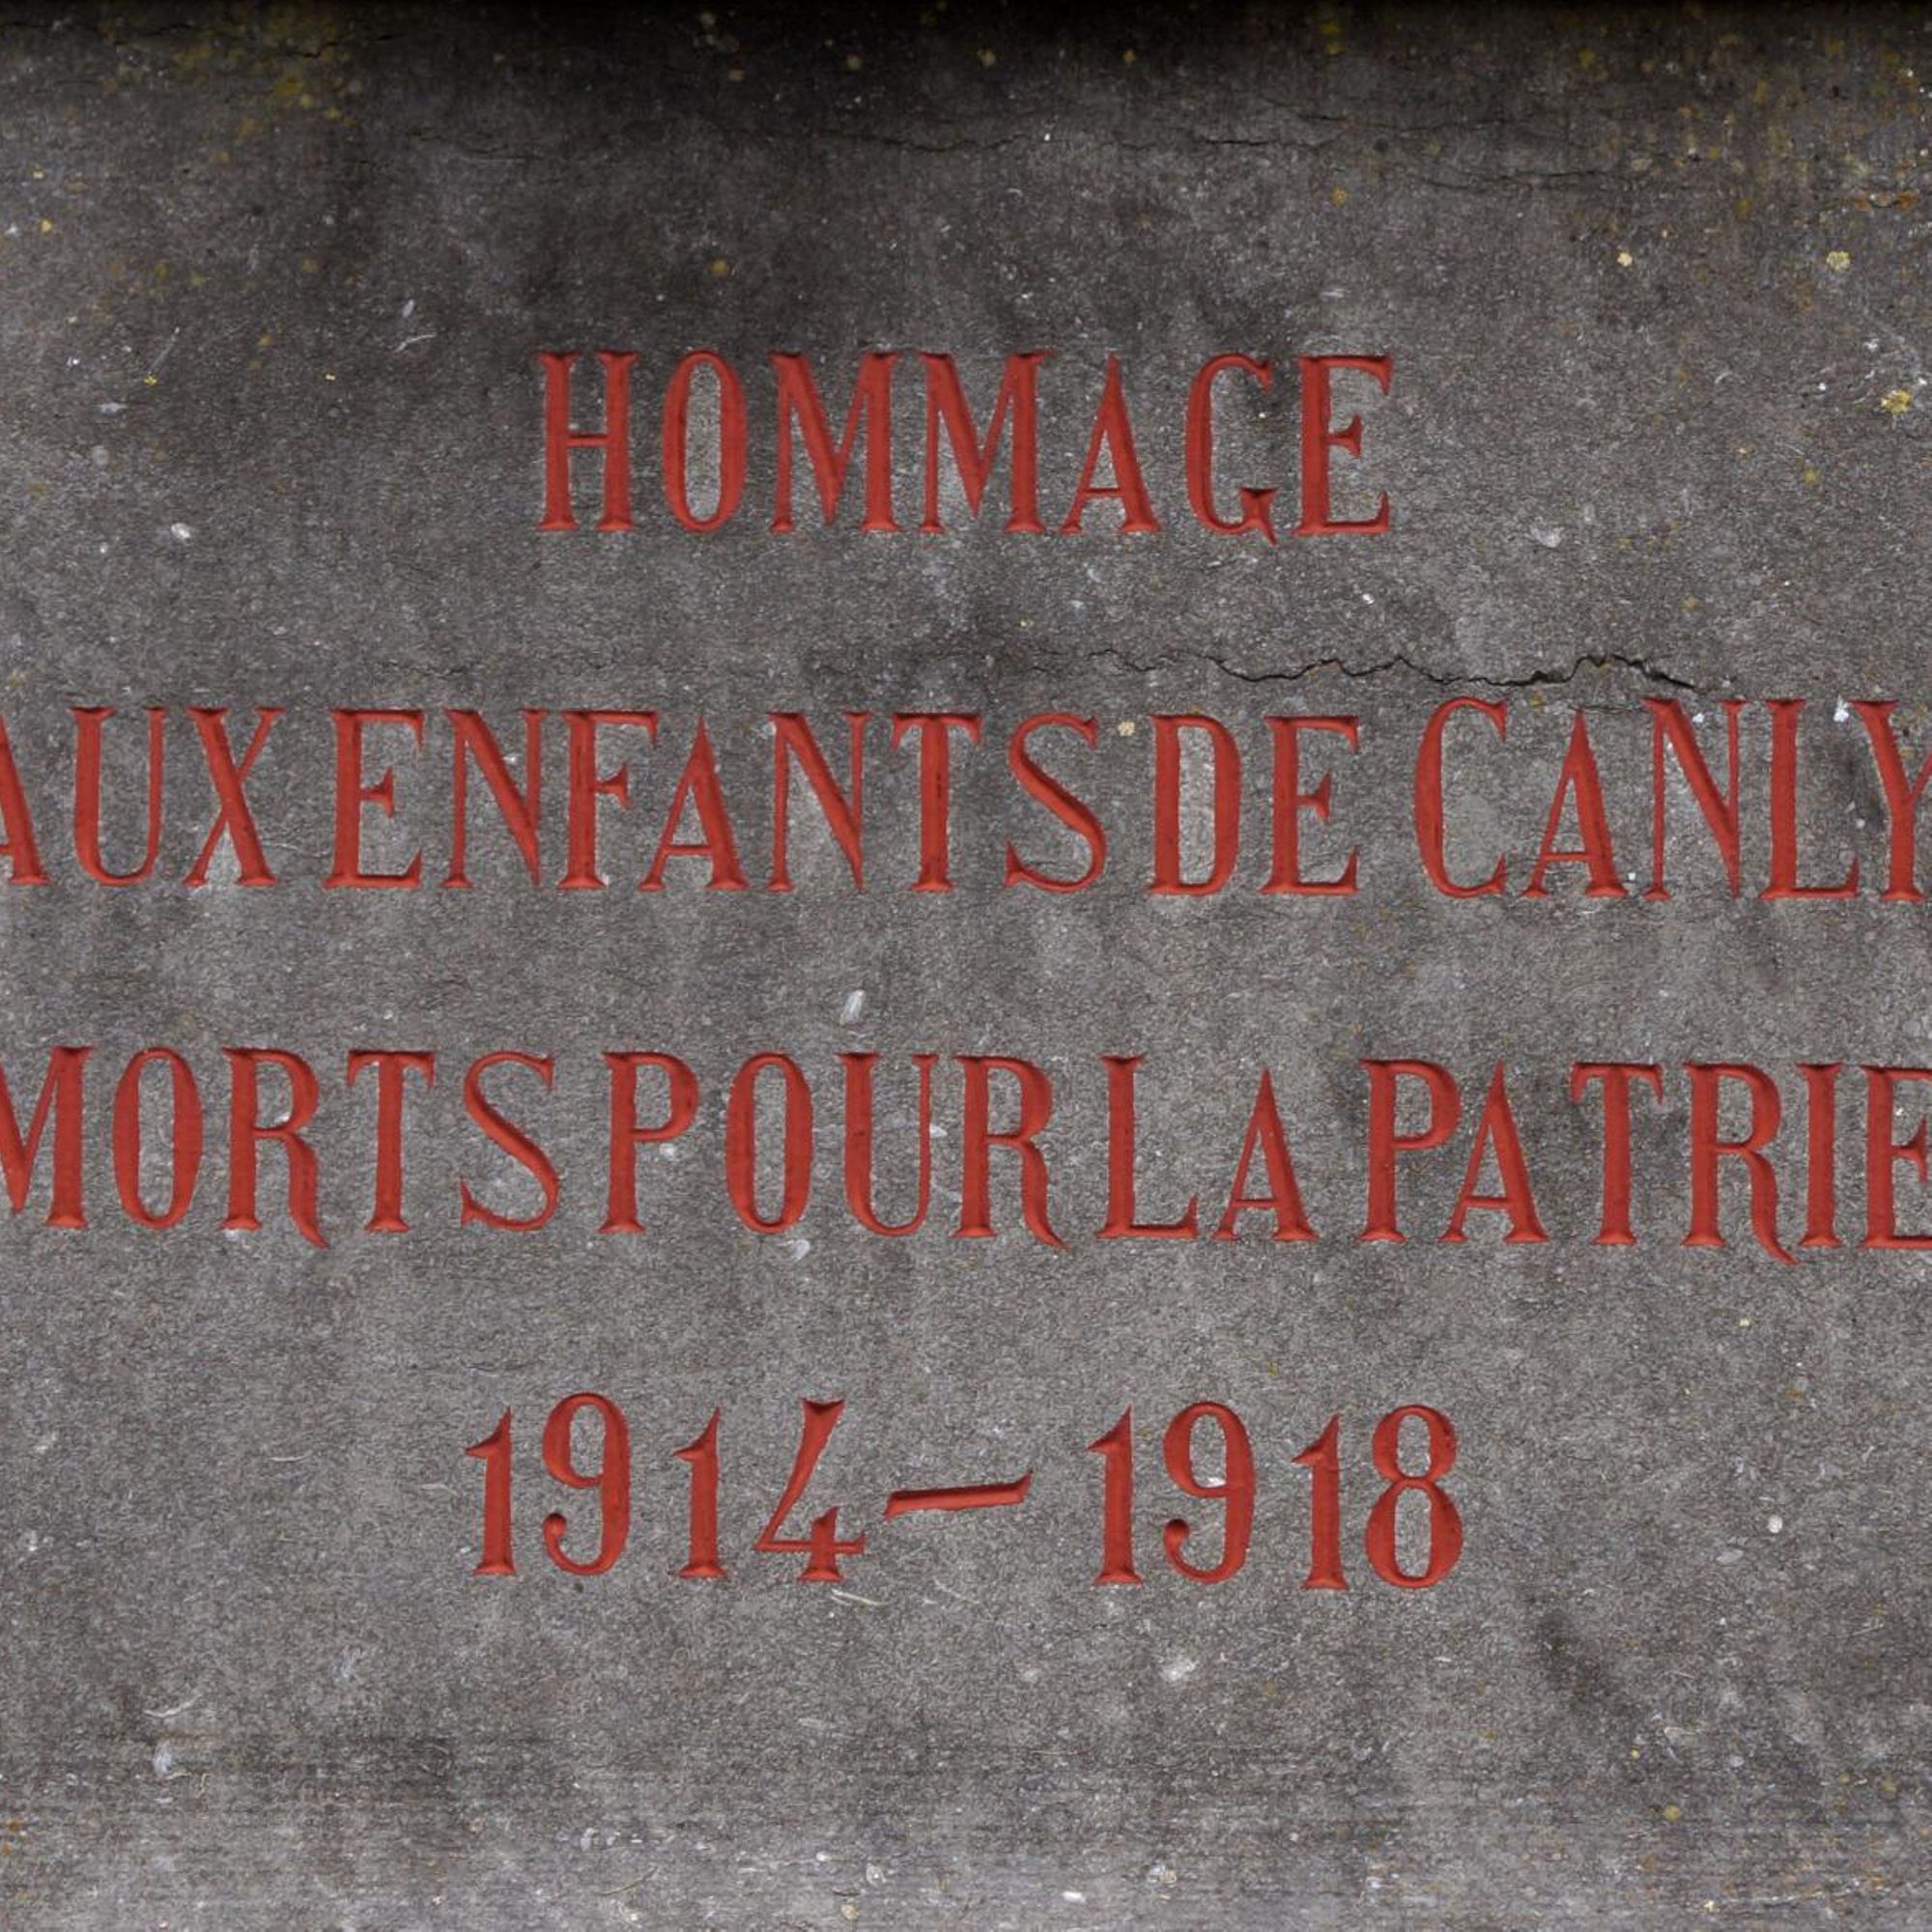 HOMMAGE
AUX ENFANTS DE CANLY
MORTS POUR LA PATRIE
1914 – 1918